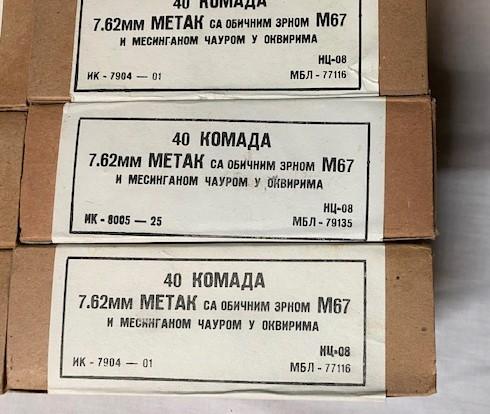 40 КОМАДА
7.62мм МЕТАК СА ОБИЧНИМ ЗРНОМ М67
И МЕСИНГАНОМ ЧАУРОМ У ОКВИРИМА
НЦ-08
ИК - 7904 — 01 МБЛ - 77116
40 КОМАДА
7.62мм МЕТАК СА ОБИЧНИМ ЗРНОМ М67
И МЕСИНГАНОМ ЧАУРОМ У ОКВИРИМА
НЦ-08
ИК - 8005 — 25 МБЛ - 79135
40 КОМАДА
7.62мм МЕТАК СА ОБИЧНИМ ЗРНОМ М67
И МЕСИНГАНОМ ЧАУРОМ У ОКВИРИМА
НЦ-08
ИК - 7904 — 01 МБЛ - 77116